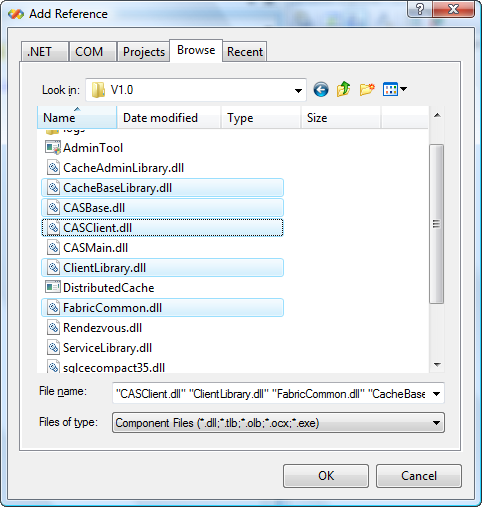 Add Reference
.NET COM Projects Browse Recent
Look in: V1.0
Name Date modified Type Size
logs
AdminTool
CacheAdminLibrary.dll
CacheBaseLibrary.dll
CASBase.dll
CASClient.dll
CASMain.dll
ClientLibrary.dll
DistributedCache
FabricCommon.dll
Rendezvous.dll
ServiceLibrary.dll
sqlcecompact35.dll
File name: "CASClient.dll" "ClientLibrary.dll" "FabricCommon.dll" "CacheBase
Files of type: Component Files (*.dll;*.tlb;*.olb;*.ocx;*.exe)
OK Cancel